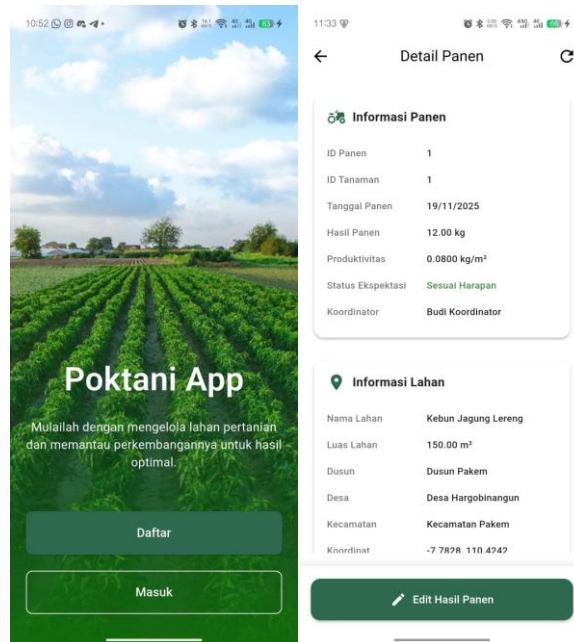 10:52
Poktani App
Mulailah dengan mengelola lahan pertanian
dan memantau perkembangannya untuk hasil
optimal.
Daftar
Masuk
11:33
Detail Panen
Informasi Panen
ID Panen 1
ID Tanaman 1
Tanggal Panen 19/11/2025
Hasil Panen 12.00 kg
Produktivitas 0.0800 kg/m²
Status Ekspektasi Sesuai Harapan
Koordinator Budi Koordinator
Informasi Lahan
Nama Lahan Kebun Jagung Lereng
Luas Lahan 150.00 m²
Dusun Dusun Pakem
Desa Desa Hargobinangun
Kecamatan Kecamatan Pakem
Koordinat -7.7828, 110.4242
Edit Hasil Panen